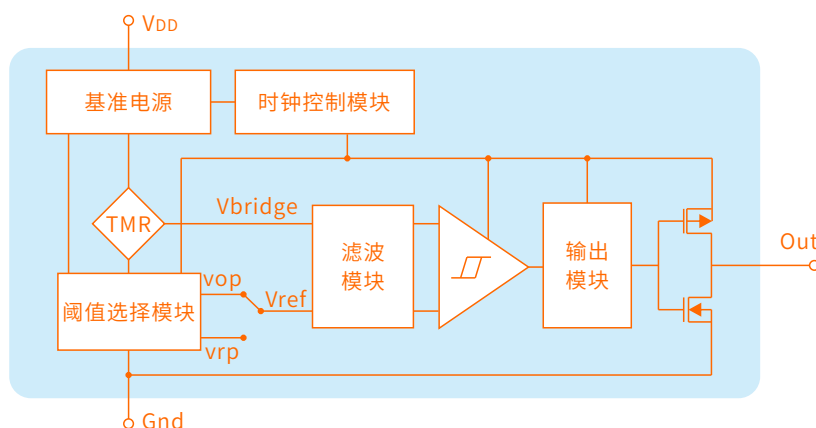 VDD
基准电源
时钟控制模块
TMR
Vbridge
滤波
模块
输出
模块
Out
阈值选择模块
vop
Vref
vrp
Gnd